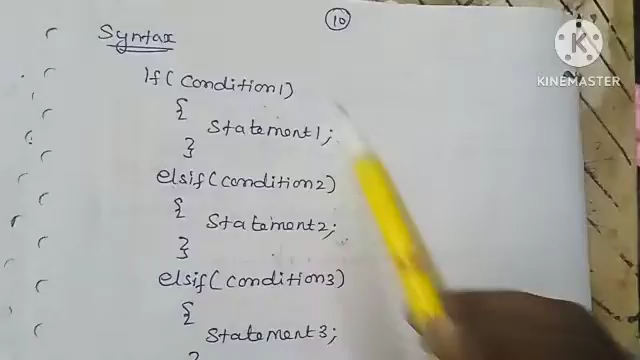 10
Syntax
If(Condition1)
{
Statement1;
}
elsif(Condition2)
{
Statement2;
}
elsif(Condition3)
{
Statement3;
}
K
KINEMASTER